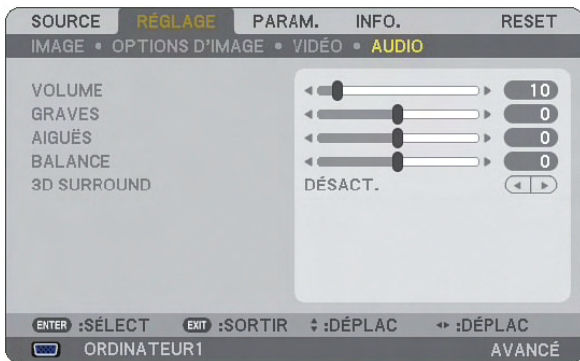 SOURCE RÉGLAGE PARAM. INFO. RESET
IMAGE • OPTIONS D'IMAGE • VIDÉO • AUDIO
VOLUME 10
GRAVES 0
AIGUËS 0
BALANCE 0
3D SURROUND DÉSACT.
ENTER :SÉLECT EXIT :SORTIR :DÉPLAC :DÉPLAC
ORDINATEUR1 AVANCÉ